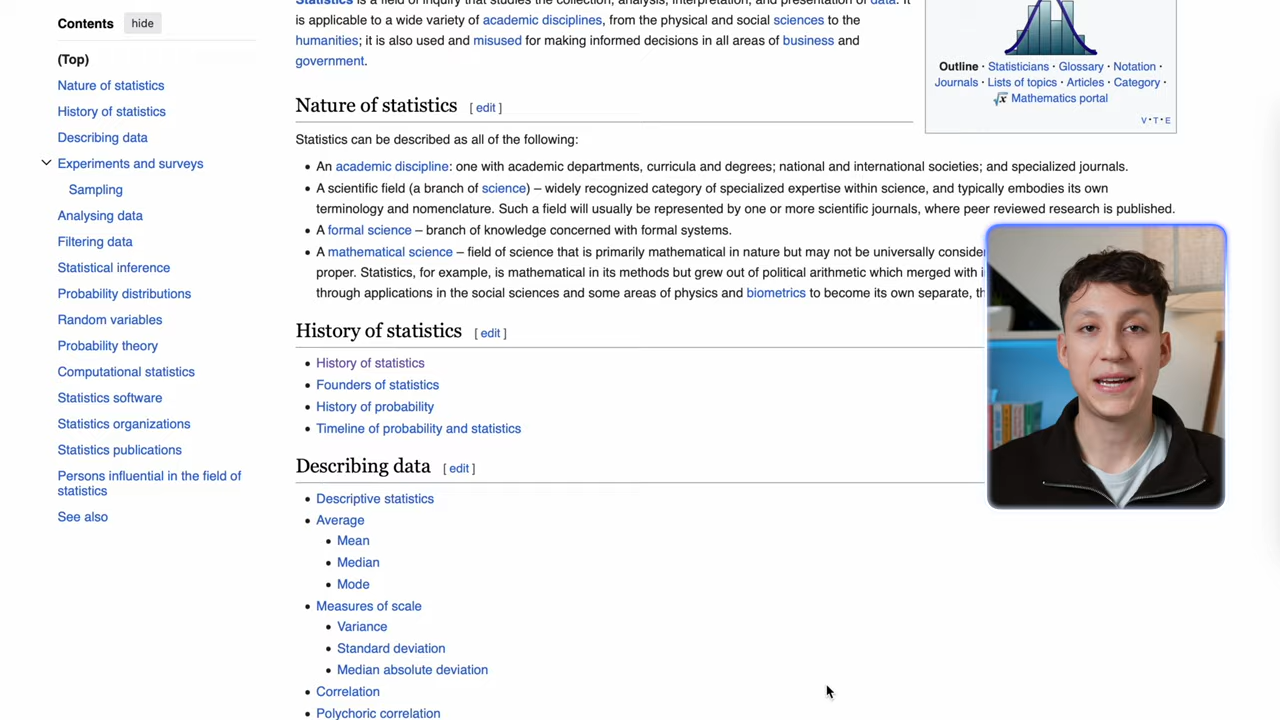 Contents hide
(Top)
Nature of statistics
History of statistics
Describing data
Experiments and surveys
Sampling
Analysing data
Filtering data
Statistical inference
Probability distributions
Random variables
Probability theory
Computational statistics
Statistics software
Statistics organizations
Statistics publications
Persons influential in the field of
statistics
See also
Statistics is a field of inquiry that studies the collection, analysis, interpretation, and presentation of data. It
is applicable to a wide variety of academic disciplines, from the physical and social sciences to the
humanities; it is also used and misused for making informed decisions in all areas of business and
government.
Outline · Statisticians · Glossary · Notation ·
Journals · Lists of topics · Articles · Category ·
Mathematics portal
V·T·E
Nature of statistics [ edit ]
Statistics can be described as all of the following:
• An academic discipline: one with academic departments, curricula and degrees; national and international societies; and specialized journals.
• A scientific field (a branch of science) – widely recognized category of specialized expertise within science, and typically embodies its own
terminology and nomenclature. Such a field will usually be represented by one or more scientific journals, where peer reviewed research is published.
• A formal science – branch of knowledge concerned with formal systems.
• A mathematical science – field of science that is primarily mathematical in nature but may not be universally
proper. Statistics, for example, is mathematical in its methods but grew out of political arithmetic which merged with
through applications in the social sciences and some areas of physics and biometrics to become its own separate,
History of statistics [ edit ]
• History of statistics
• Founders of statistics
• History of probability
• Timeline of probability and statistics
Describing data [ edit ]
• Descriptive statistics
• Average
• Mean
• Median
• Mode
• Measures of scale
• Variance
• Standard deviation
• Median absolute deviation
• Correlation
• Polychoric correlation